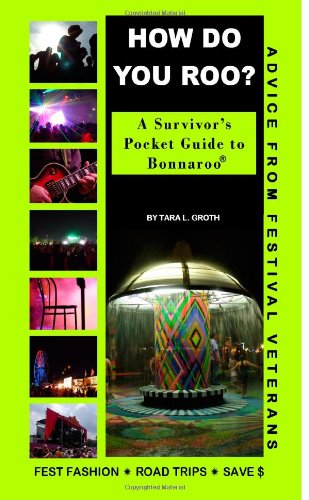 HOW DO
YOU ROO?
A Survivor's
Pocket Guide to
Bonnaroo®
BY TARA L. GROTH
ADVICE FROM FESTIVAL VETERANS
FEST FASHION ✷ ROAD TRIPS ✷ SAVE $